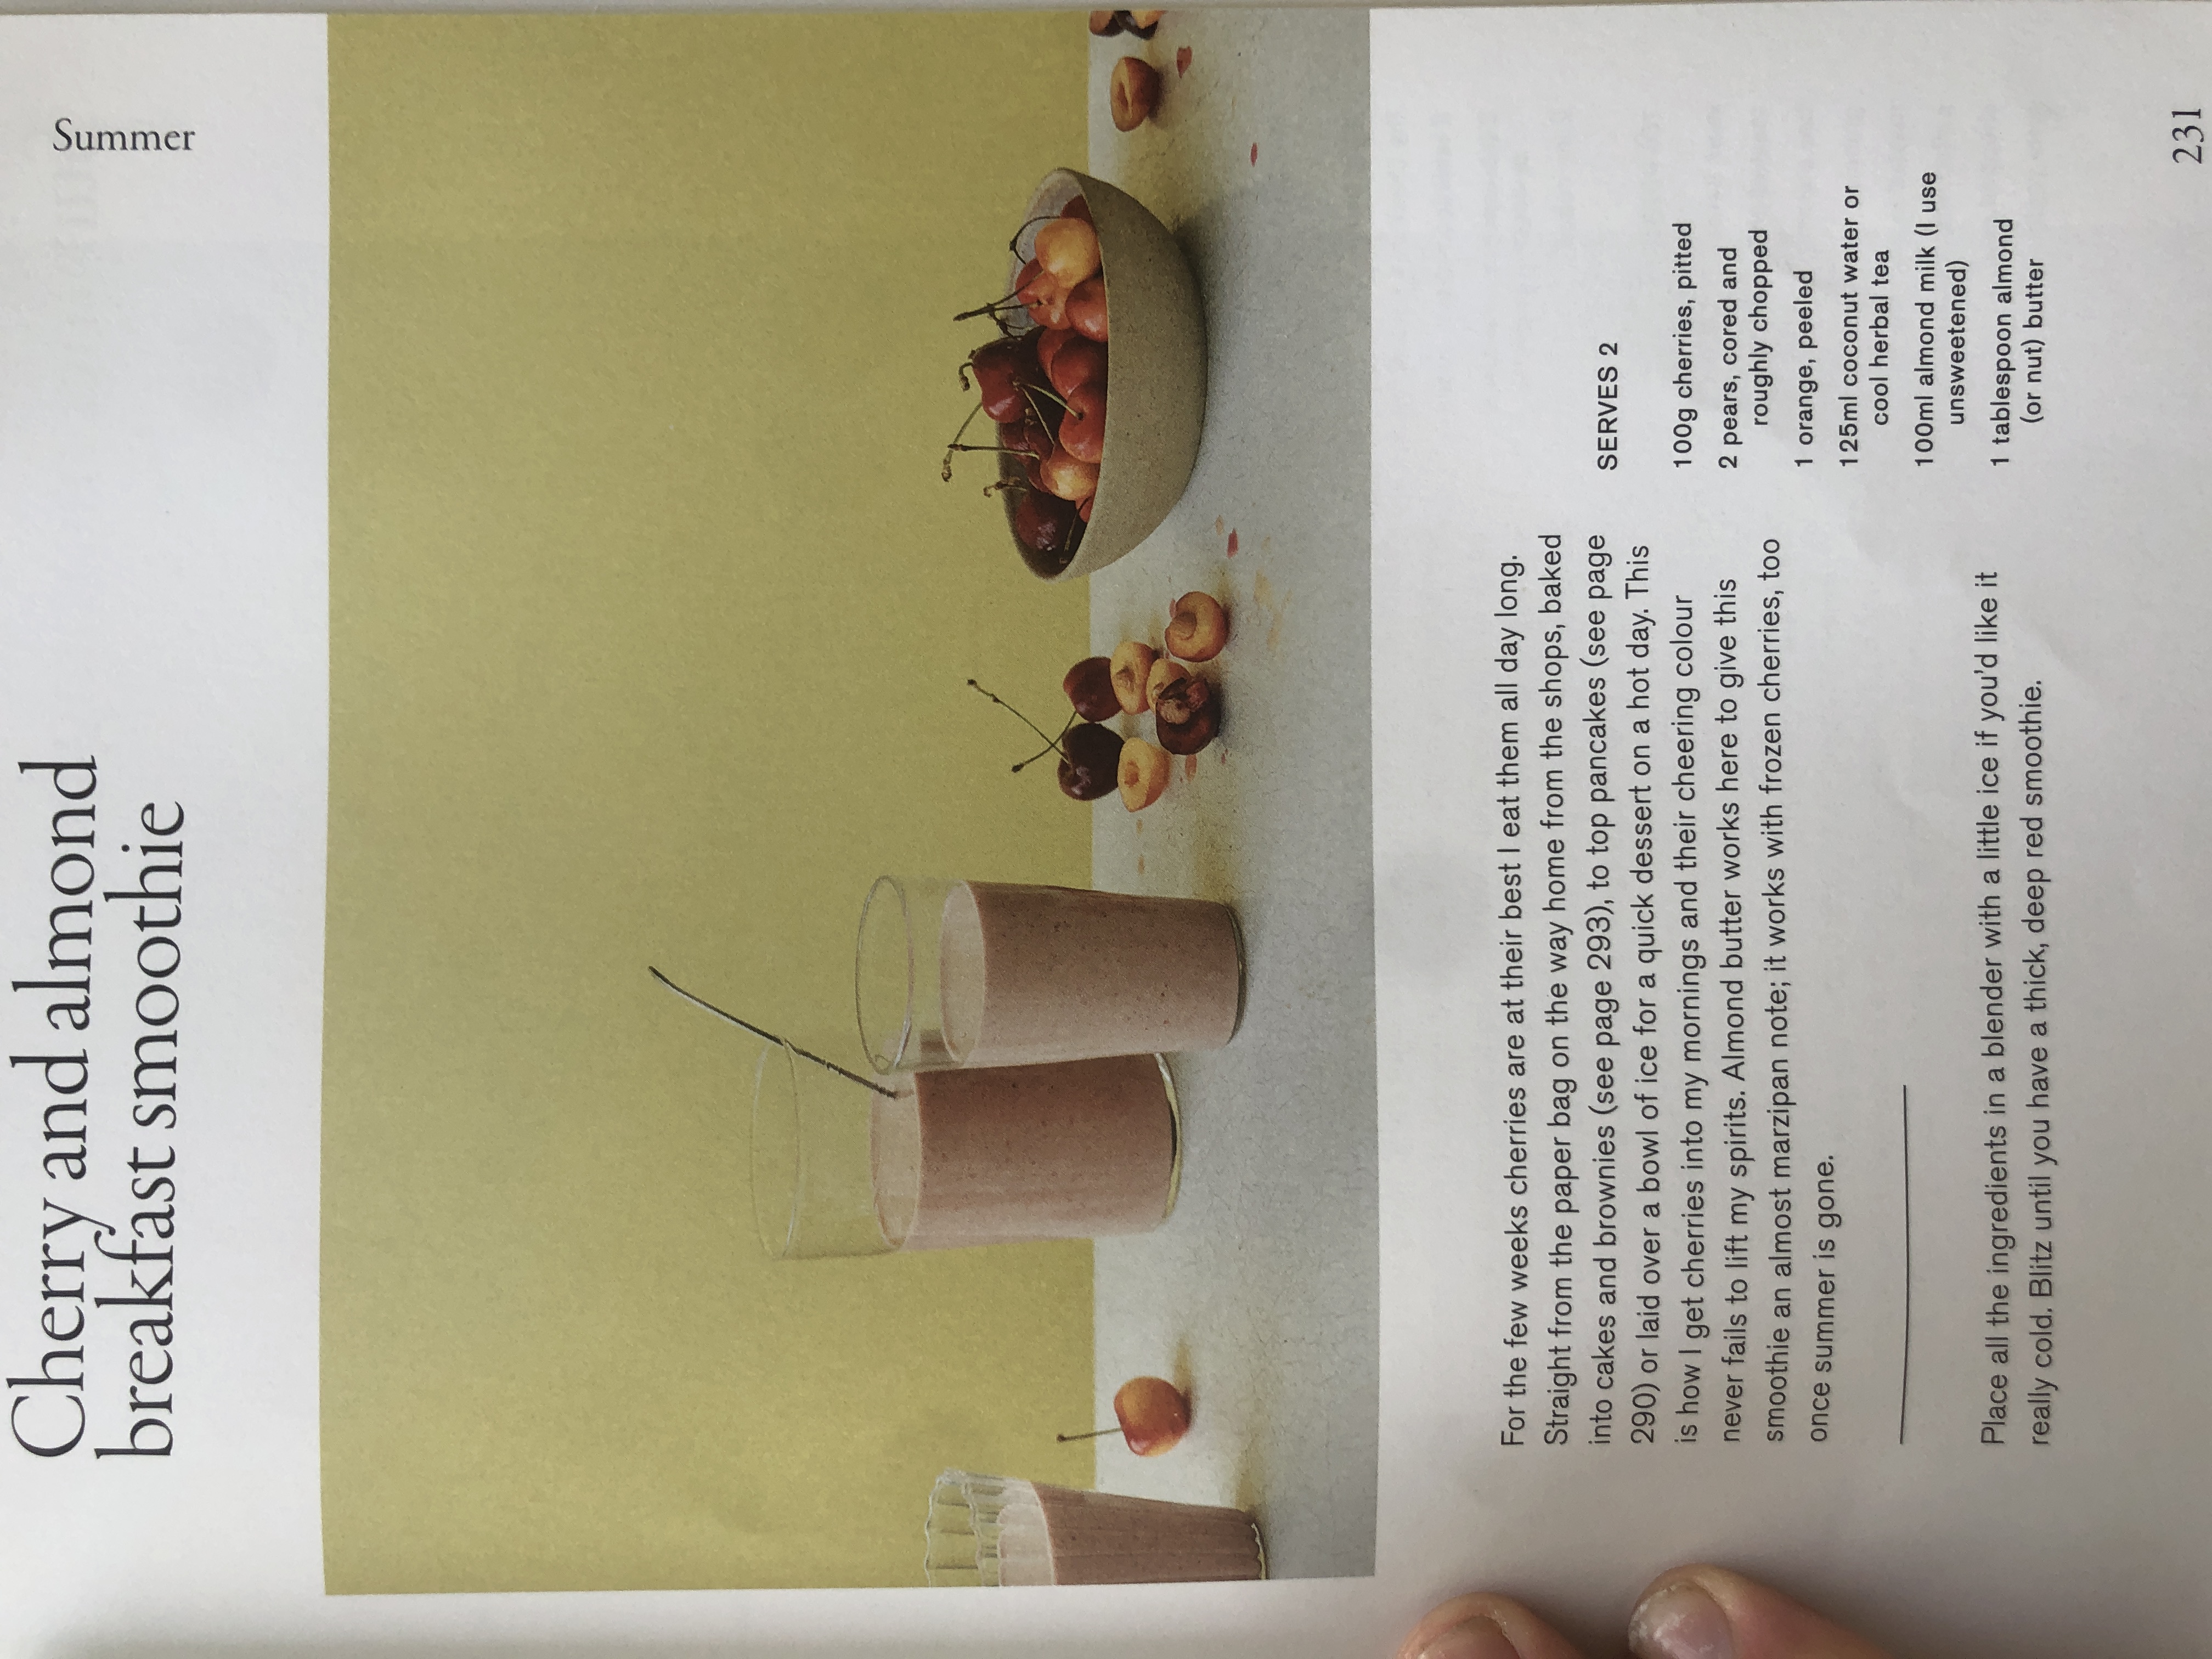 Cherry and almond
breakfast smoothie
Summer
For the few weeks cherries are at their best I eat them all day long.
Straight from the paper bag on the way home from the shops, baked
into cakes and brownies (see page 293), to top pancakes (see page
290) or laid over a bowl of ice for a quick dessert on a hot day. This
is how I get cherries into my mornings and their cheering colour
never fails to lift my spirits. Almond butter works here to give this
smoothie an almost marzipan note; it works with frozen cherries, too
once summer is gone.
Place all the ingredients in a blender with a little ice if you'd like it
really cold. Blitz until you have a thick, deep red smoothie.
SERVES 2
100g cherries, pitted
2 pears, cored and
roughly chopped
1 orange, peeled
125ml coconut water or
cool herbal tea
100ml almond milk (I use
unsweetened)
1 tablespoon almond
(or nut) butter
231